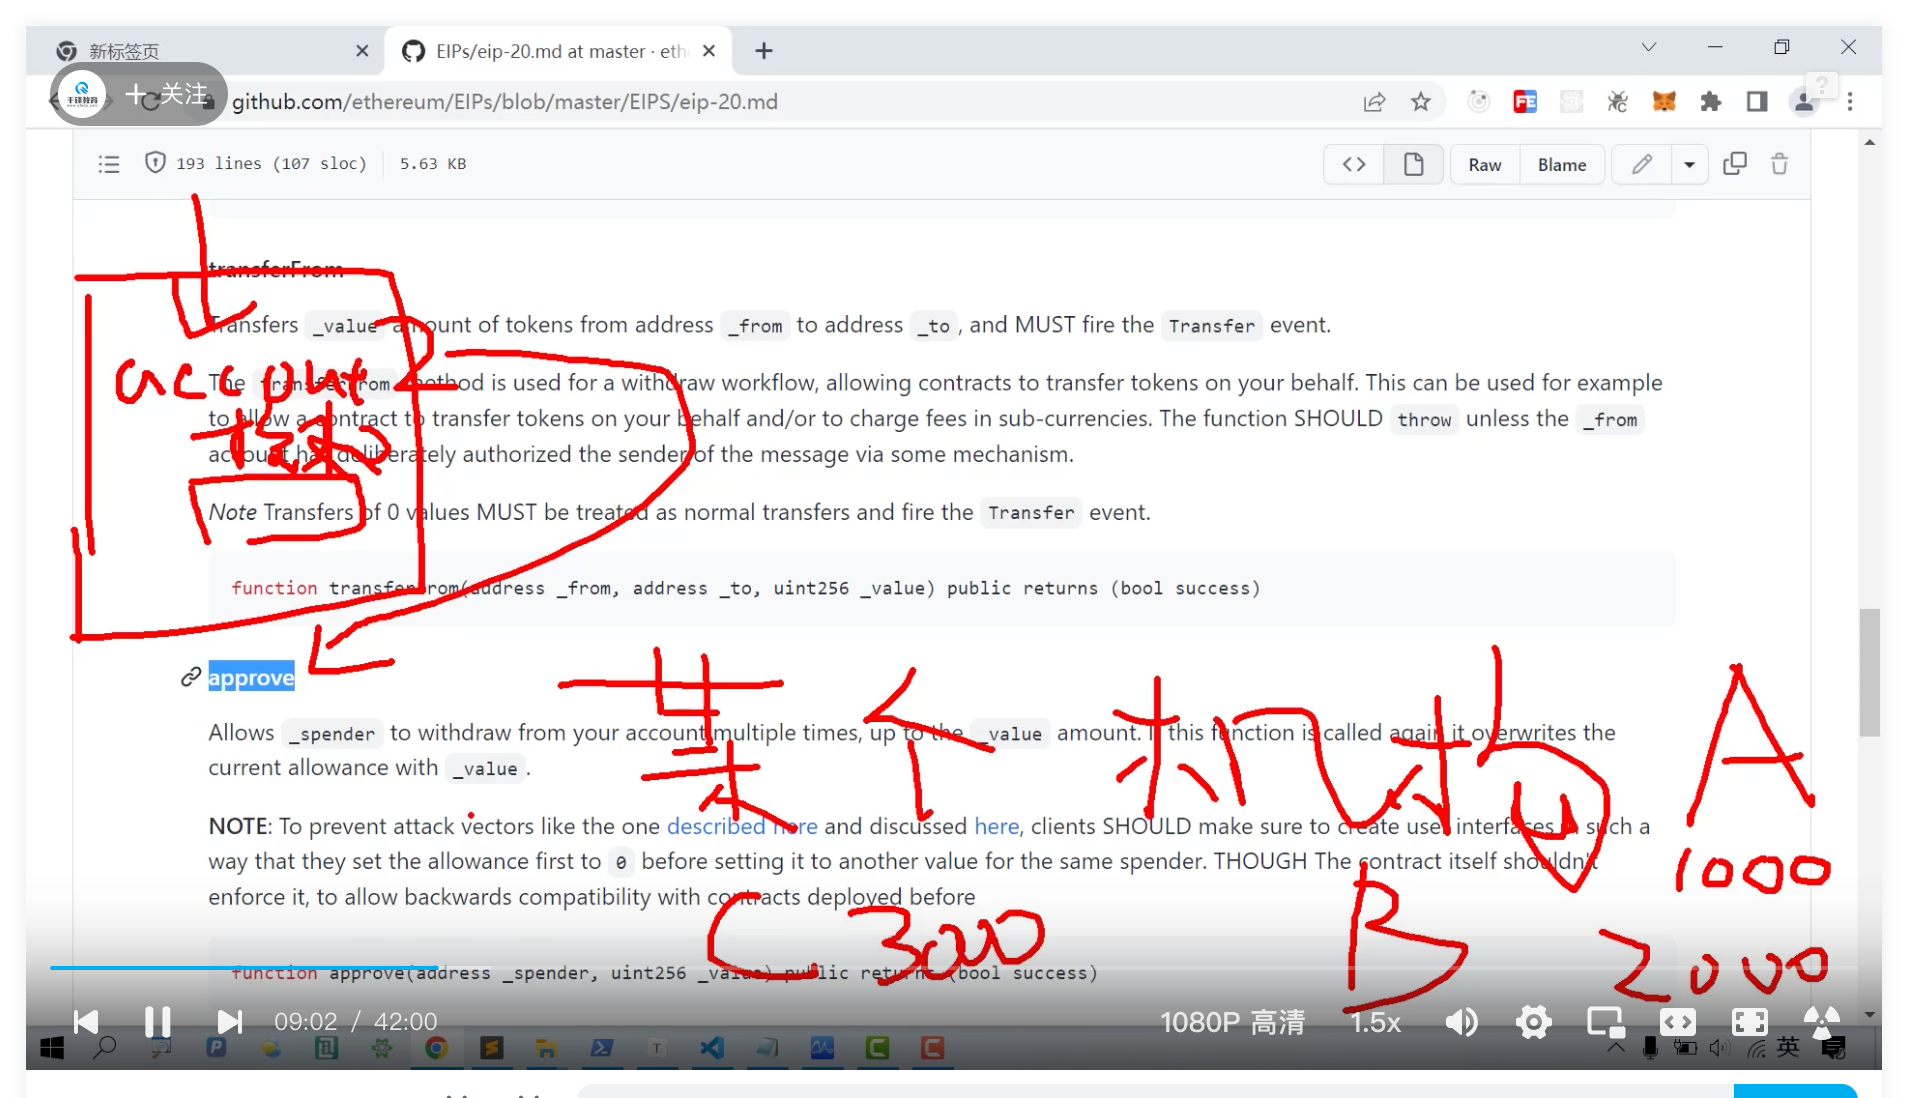 新标签页
EIPs/eip-20.md at master · eth
关注
千锋教育
github.com/ethereum/EIPs/blob/master/EIPS/eip-20.md
193 lines (107 sloc) 5.63 KB
Raw Blame
transferFrom
Transfers _value amount of tokens from address _from to address _to, and MUST fire the Transfer event.
The transferFrom method is used for a withdraw workflow, allowing contracts to transfer tokens on your behalf. This can be used for example
to allow a contract to transfer tokens on your behalf and/or to charge fees in sub-currencies. The function SHOULD throw unless the _from
account has deliberately authorized the sender of the message via some mechanism.
Note Transfers of 0 values MUST be treated as normal transfers and fire the Transfer event.
function transferFrom(address _from, address _to, uint256 _value) public returns (bool success)
account
授权
approve
某个机构
A
1000
B
2000
C 3000
Allows _spender to withdraw from your account multiple times, up to the _value amount. If this function is called again it overwrites the
current allowance with _value.
NOTE: To prevent attack vectors like the one described here and discussed here, clients SHOULD make sure to create user interfaces in such a
way that they set the allowance first to 0 before setting it to another value for the same spender. THOUGH The contract itself shouldn't
enforce it, to allow backwards compatibility with contracts deployed before
function approve(address _spender, uint256 _value) public returns (bool success)
09:02 / 42:00
1080P 高清
1.5x
英